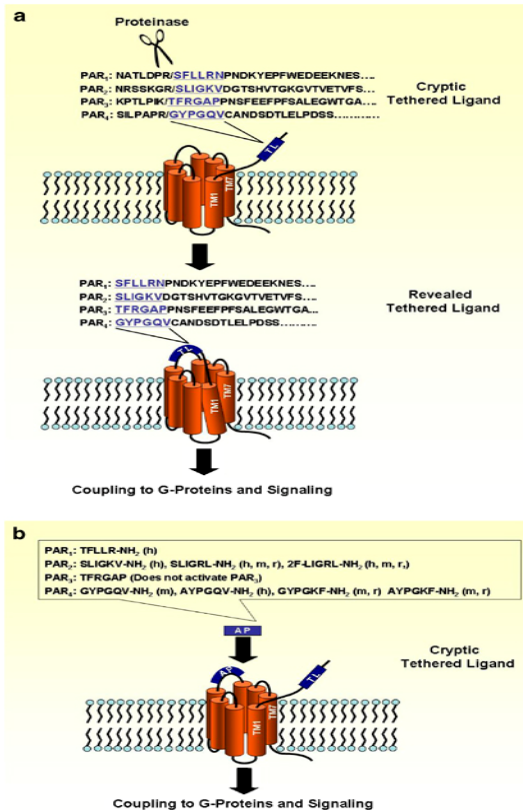 a
Proteinase
PAR₁: NATLDPR/SFLLRNPNDKYEPFWEDEEKNES....
PAR₂: NRSSKGR/SLIGKVDGTSHVTGKGVTVETVFS...
PAR₃: KPTLPIK/TFRGAPPNSFEEFPFSALEGWTGA....
PAR₄: SILPAPR/GYPGQVCANDSDTLELPDSS............
Cryptic
Tethered Ligand
TL
TM1
TM7
PAR₁: SFLLRNPNDKYEPFWEDEEKNES....
PAR₂: SLIGKVDGTSHVTGKGVTVETVFS...
PAR₃: TFRGAPPNSFEEFPFSALEGWTGA...
PAR₄: GYPGQVCANDSDTLELPDSS..........
Revealed
Tethered Ligand
TL
TM1
TM7
Coupling to G-Proteins and Signaling
b
PAR₁: TFLLR-NH₂ (h)
PAR₂: SLIGKV-NH₂ (h), SLIGRL-NH₂ (h, m, r), 2F-LIGRL-NH₂ (h, m, r,)
PAR₃: TFRGAP (Does not activate PAR₃)
PAR₄: GYPGQV-NH₂ (m), AYPGQV-NH₂ (h), GYPGKF-NH₂ (m, r) AYPGKF-NH₂ (m, r)
AP
Cryptic
Tethered Ligand
AP
TL
TM1
TM7
Coupling to G-Proteins and Signaling